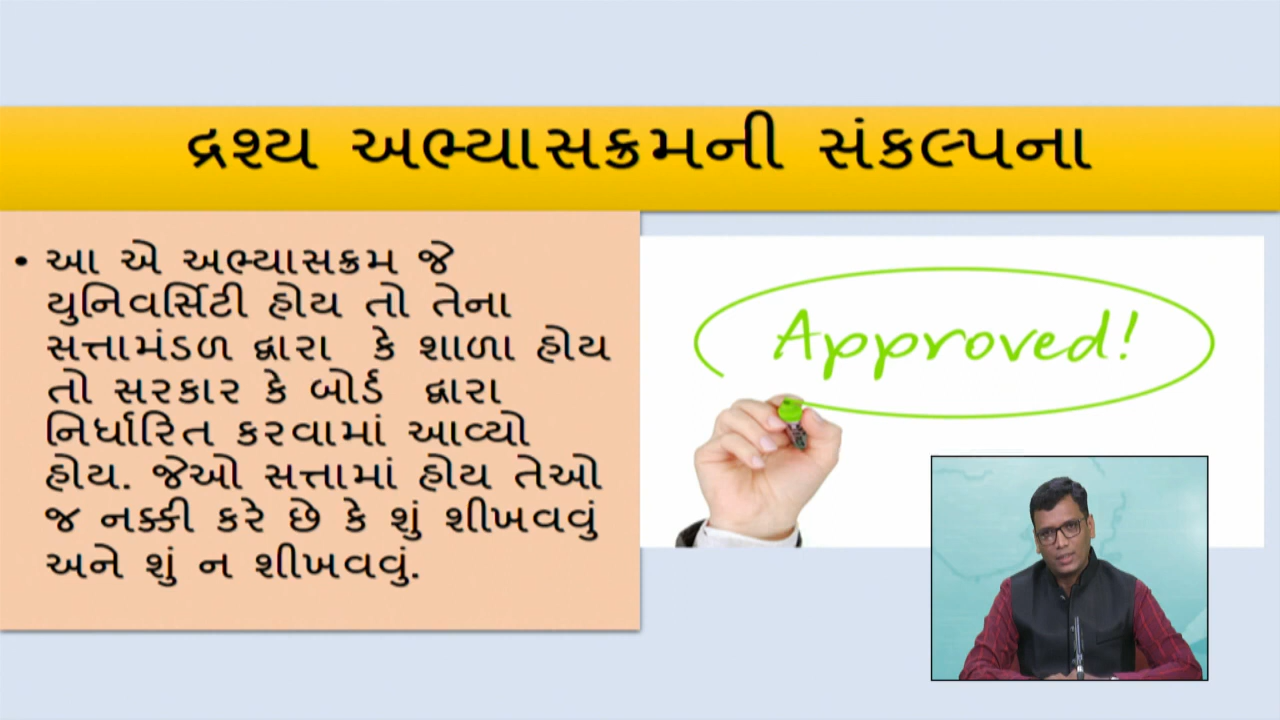 દ્રશ્ય અભ્યાસક્રમની સંકલ્પના
• આ એ અભ્યાસક્રમ જે
યુનિવર્સિટી હોય તો તેના
સત્તામંડળ દ્વારા કે શાળા હોય
તો સરકાર કે બોર્ડ દ્વારા
નિર્ધારિત કરવામાં આવ્યો
હોય. જેઓ સત્તામાં હોય તેઓ
જ નક્કી કરે છે કે શું શીખવવું
અને શું ન શીખવવું.
Approved!